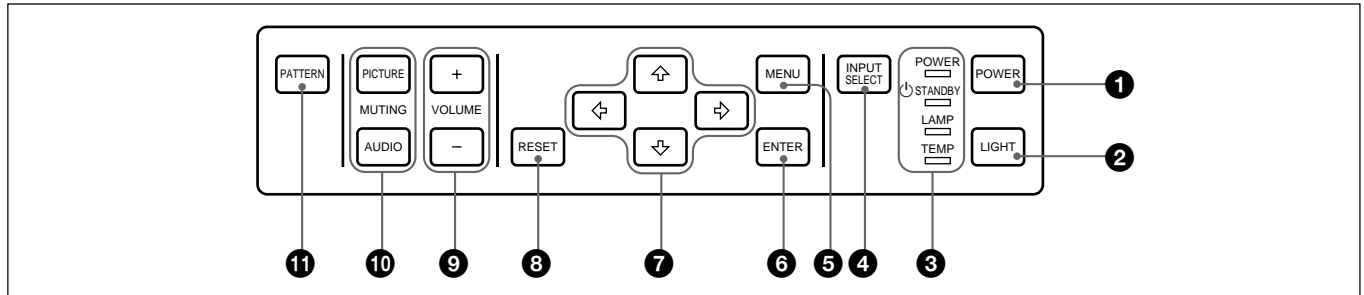 PATTERN
PICTURE
MUTING
AUDIO
+
VOLUME
–
RESET
MENU
ENTER
INPUT
SELECT
POWER
STANDBY
LAMP
TEMP
POWER
LIGHT
1
2
11
10
9
8
7
6
5
4
3